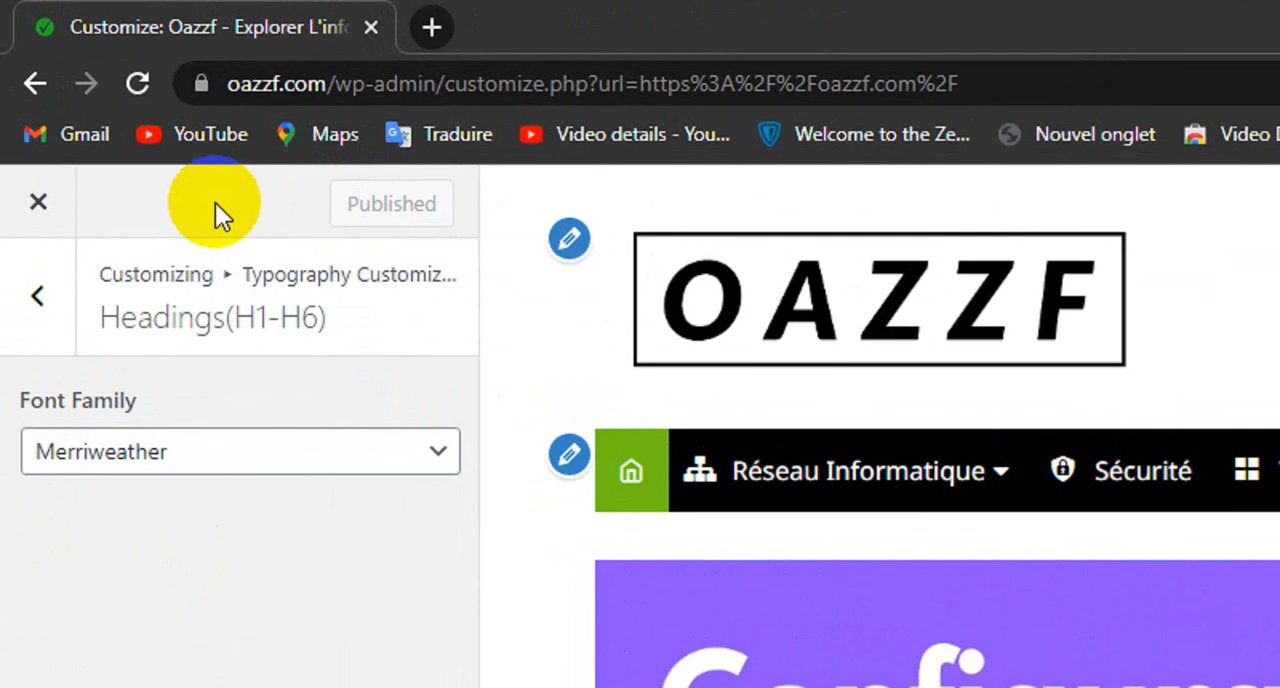 Customize: Oazzf - Explorer L'info
oazzf.com/wp-admin/customize.php?url=https%3A%2F%2Foazzf.com%2F
Gmail YouTube Maps Traduire Video details - You... Welcome to the Ze... Nouvel onglet Video
Published
Customizing ▸ Typography Customiz...
Headings(H1-H6)
Font Family
Merriweather
OAZZF
Réseau Informatique Sécurité